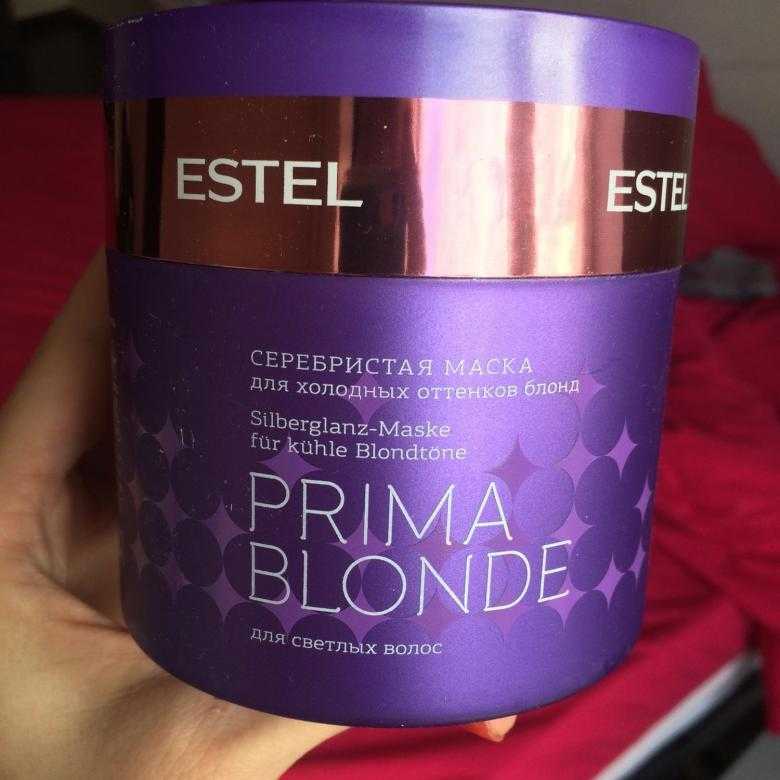 ESTEL ESTEL
СЕРЕБРИСТАЯ МАСКА
для холодных оттенков блонд
Silberglanz-Maske
für kühle Blondtöne
PRIMA
BLONDE
для светлых волос